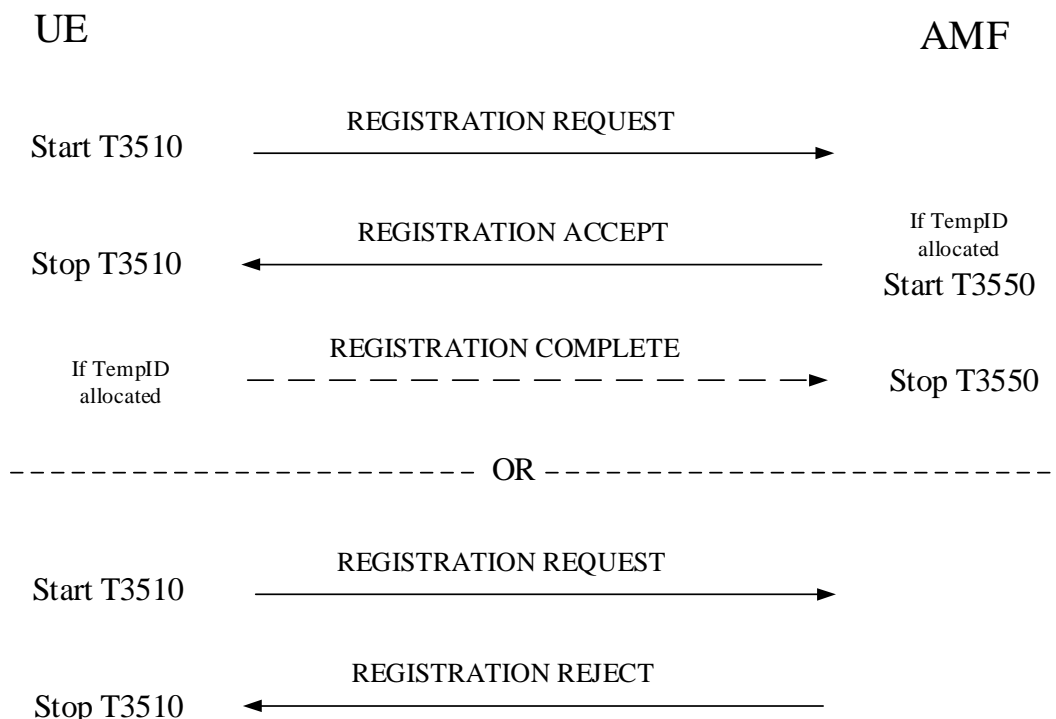 UE
AMF
REGISTRATION REQUEST
Start T3510
REGISTRATION ACCEPT
If TempID
allocated
Stop T3510
Start T3550
REGISTRATION COMPLETE
If TempID
allocated
Stop T3550
OR
REGISTRATION REQUEST
Start T3510
REGISTRATION REJECT
Stop T3510